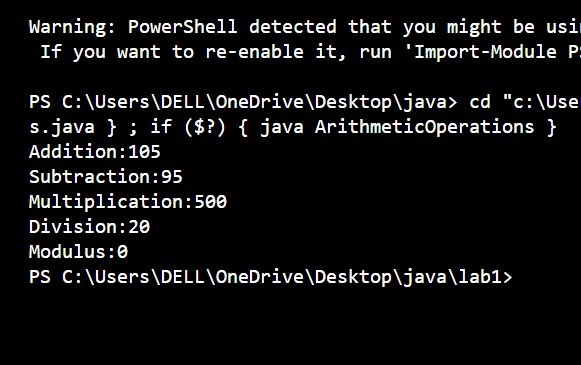 Warning: PowerShell detected that you might be
If you want to re-enable it, run 'Import-Module
PS C:\Users\DELL\OneDrive\Desktop\java> cd "c:\Use
s.java } ; if ($?) { java ArithmeticOperations }
Addition:105
Subtraction:95
Multiplication:500
Division:20
Modulus:0
PS C:\Users\DELL\OneDrive\Desktop\java\lab1>